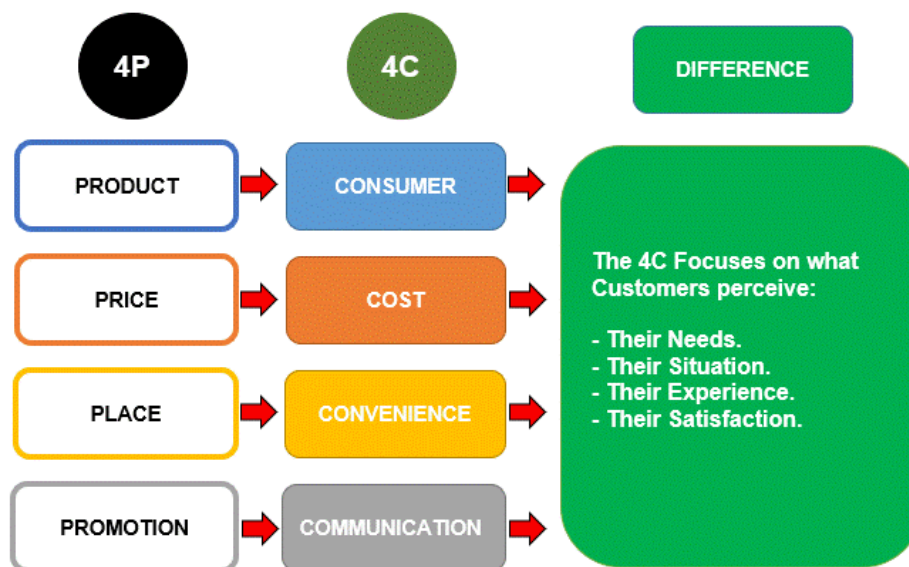 4P
4C
DIFFERENCE
PRODUCT
CONSUMER
PRICE
COST
PLACE
CONVENIENCE
PROMOTION
COMMUNICATION
The 4C Focuses on what
Customers perceive:
- Their Needs.
- Their Situation.
- Their Experience.
- Their Satisfaction.